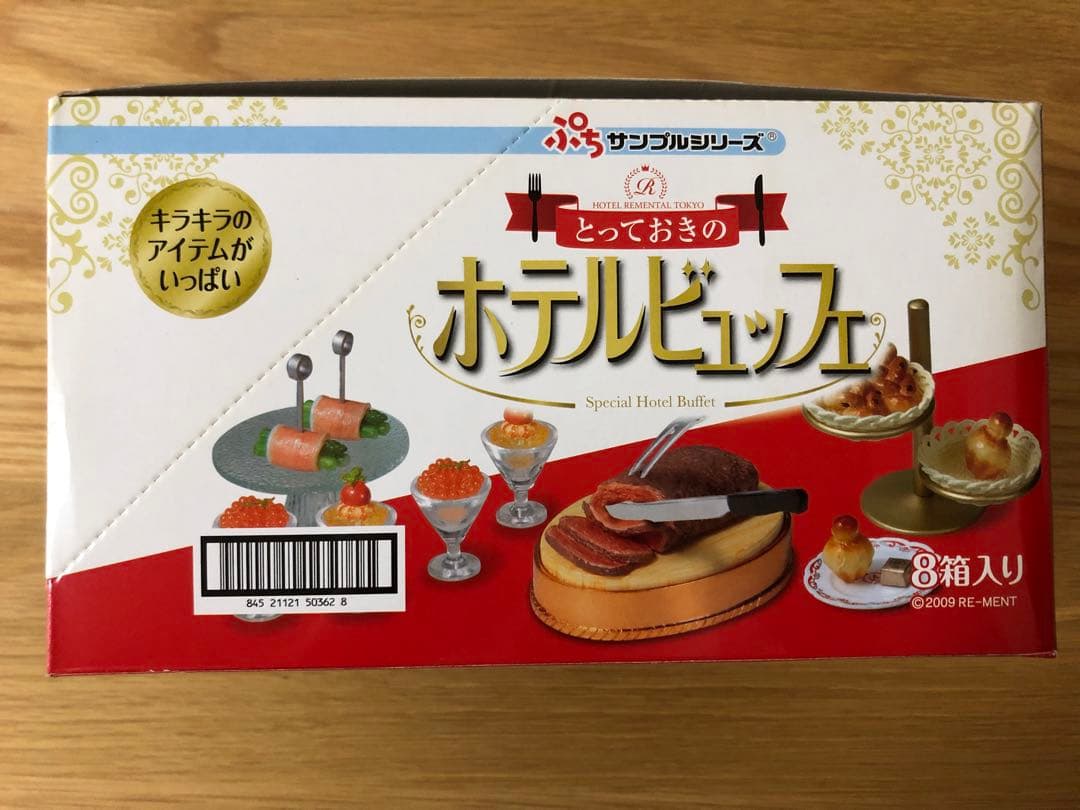 ぷちサンプルシリーズ®
R
HOTEL REMENTAL TOKYO
とっておきの
ホテルビュッフェ
Special Hotel Buffet
キラキラの
アイテムが
いっぱい
845 21121 50362 8
8箱入り
©2009 RE-MENT